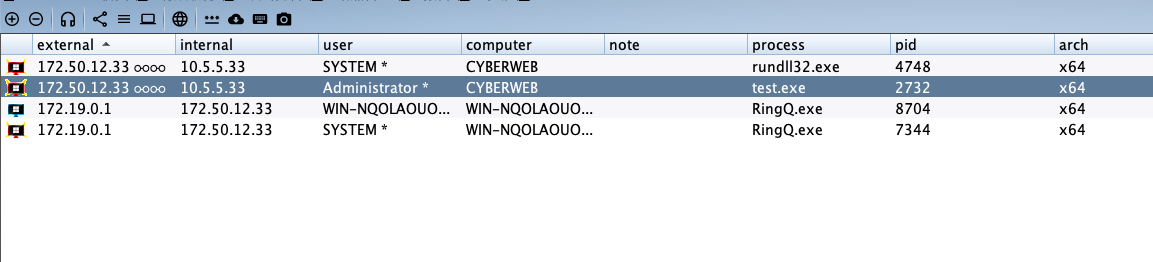 external internal user computer note process pid arch
172.50.12.33 10.5.5.33 SYSTEM * CYBERWEB rundll32.exe 4748 x64
172.50.12.33 10.5.5.33 Administrator * CYBERWEB test.exe 2732 x64
172.19.0.1 172.50.12.33 WIN-NQOLAOUO... WIN-NQOLAOUO... RingQ.exe 8704 x64
172.19.0.1 172.50.12.33 SYSTEM * WIN-NQOLAOUO... RingQ.exe 7344 x64